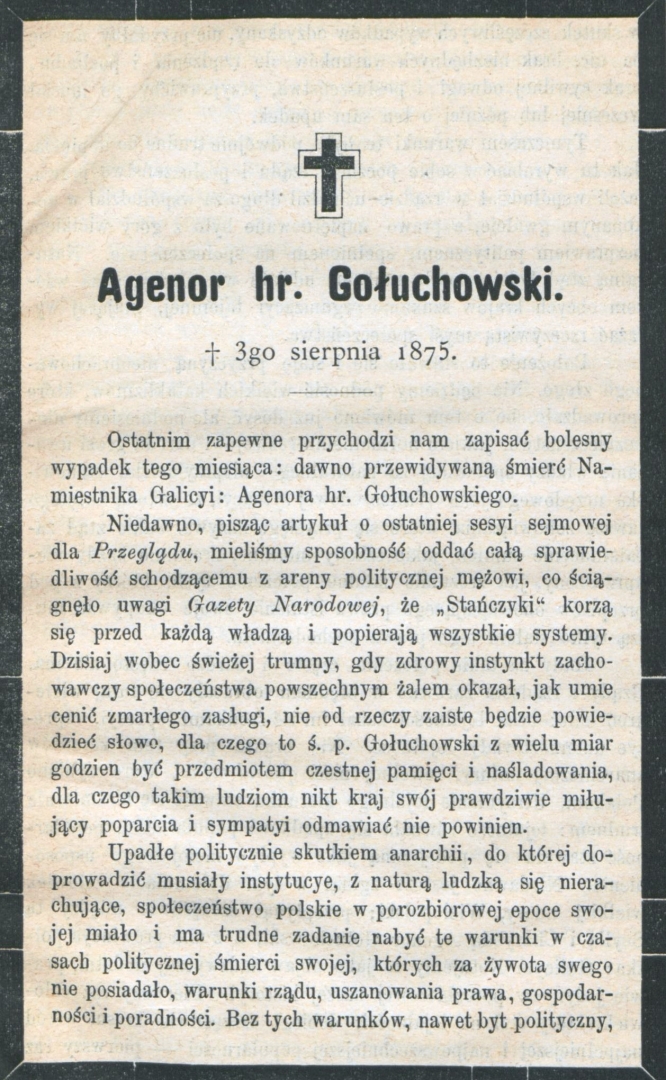 Agenor hr. Gołuchowski.
† 3go sierpnia 1875.
Ostatnim zapewne przychodzi nam zapisać bolesny
wypadek tego miesiąca: dawno przewidywaną śmierć Na-
miestnika Galicyi: Agenora hr. Gołuchowskiego.
Niedawno, pisząc artykuł o ostatniej sesyi sejmowej
dla Przeglądu, mieliśmy sposobność oddać całą sprawie-
dliwość schodzącemu z areny politycznej mężowi, co ścią-
gnęło uwagi Gazety Narodowej, że „Stańczyki“ korzą
się przed każdą władzą i popierają wszystkie systemy.
Dzisiaj wobec świeżej trumny, gdy zdrowy instynkt zacho-
wawczy społeczeństwa powszechnym żalem okazał, jak umie
cenić zmarłego zasługi, nie od rzeczy zaiste będzie powie-
dzieć słowo, dla czego to ś. p. Gołuchowski z wielu miar
godzien być przedmiotem czestnej pamięci i naśladowania,
dla czego takim ludziom nikt kraj swój prawdziwie miłu-
jący poparcia i sympatyi odmawiać nie powinien.
Upadłe politycznie skutkiem anarchii, do której do-
prowadzić musiały instytucye, z naturą ludzką się niera-
chujące, społeczeństwo polskie w porozbiorowej epoce swo-
jej miało i ma trudne zadanie nabyć te warunki w cza-
sach politycznej śmierci swojej, których za żywota swego
nie posiadało, warunki rządu, uszanowania prawa, gospodar-
ności i poradności. Bez tych warunków, nawet byt polityczny,